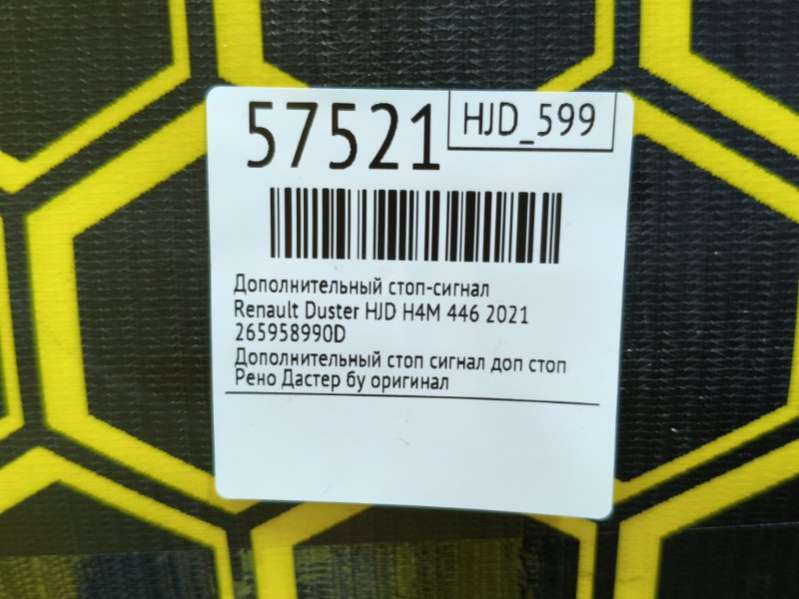 57521
HJD_599
Дополнительный стоп-сигнал
Renault Duster HJD H4M 446 2021
265958990D
Дополнительный стоп сигнал доп стоп
Рено Дастер бу оригинал